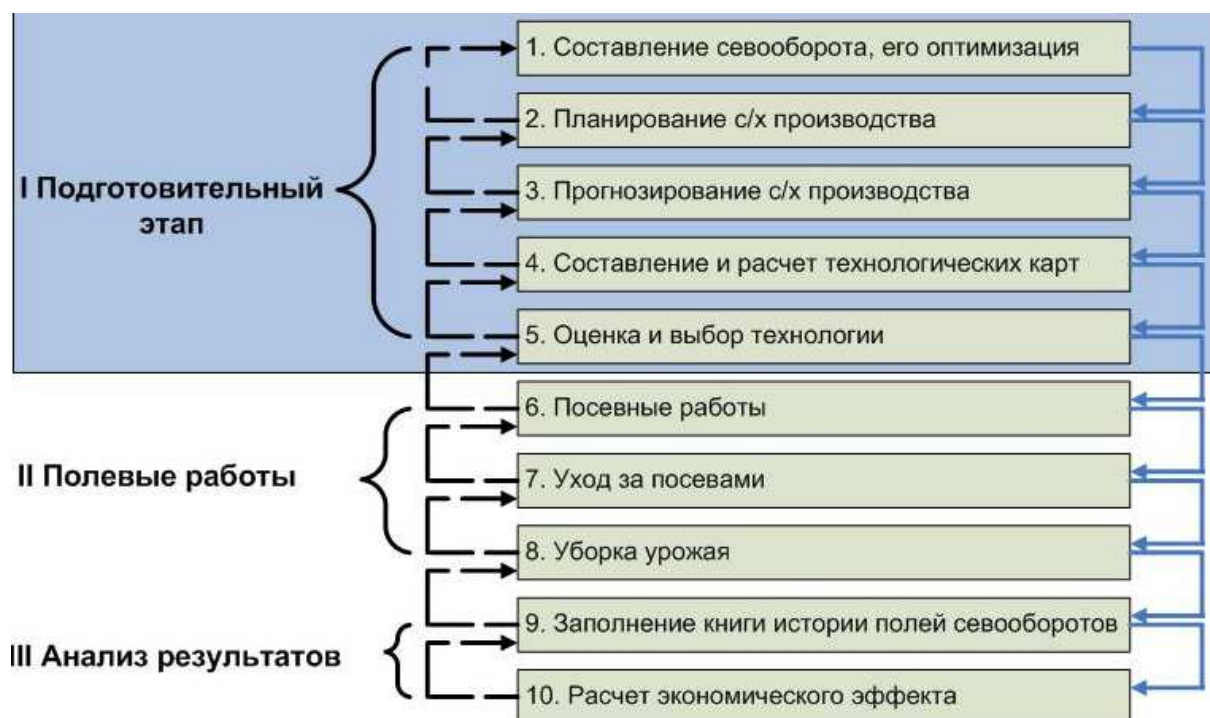 1. Составление севооборота, его оптимизация
2. Планирование с/х производства
3. Прогнозирование с/х производства
4. Составление и расчет технологических карт
5. Оценка и выбор технологии
I Подготовительный
этап
6. Посевные работы
7. Уход за посевами
8. Уборка урожая
II Полевые работы
9. Заполнение книги истории полей севооборотов
10. Расчет экономического эффекта
III Анализ результатов